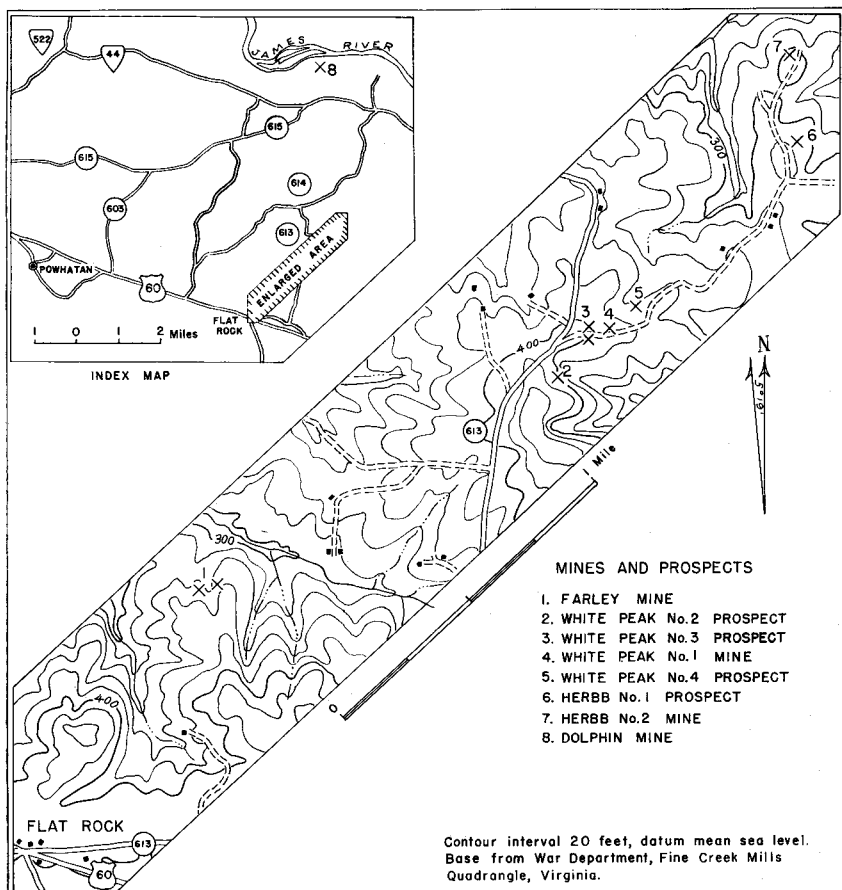 522
44
JAMES RIVER
8
615
615
614
603
613
POWHATAN
60
ENLARGED AREA
FLAT ROCK
1 0 1 2 Miles
INDEX MAP
7
6
300
5
3 4
400
2
N
613
1 Mile
300
1
0
400
MINES AND PROSPECTS
1. FARLEY MINE
2. WHITE PEAK No.2 PROSPECT
3. WHITE PEAK No.3 PROSPECT
4. WHITE PEAK No.1 MINE
5. WHITE PEAK No.4 PROSPECT
6. HERBB No.1 PROSPECT
7. HERBB No.2 MINE
8. DOLPHIN MINE
FLAT ROCK
613
60
Contour interval 20 feet, datum mean sea level.
Base from War Department, Fine Creek Mills
Quadrangle, Virginia.